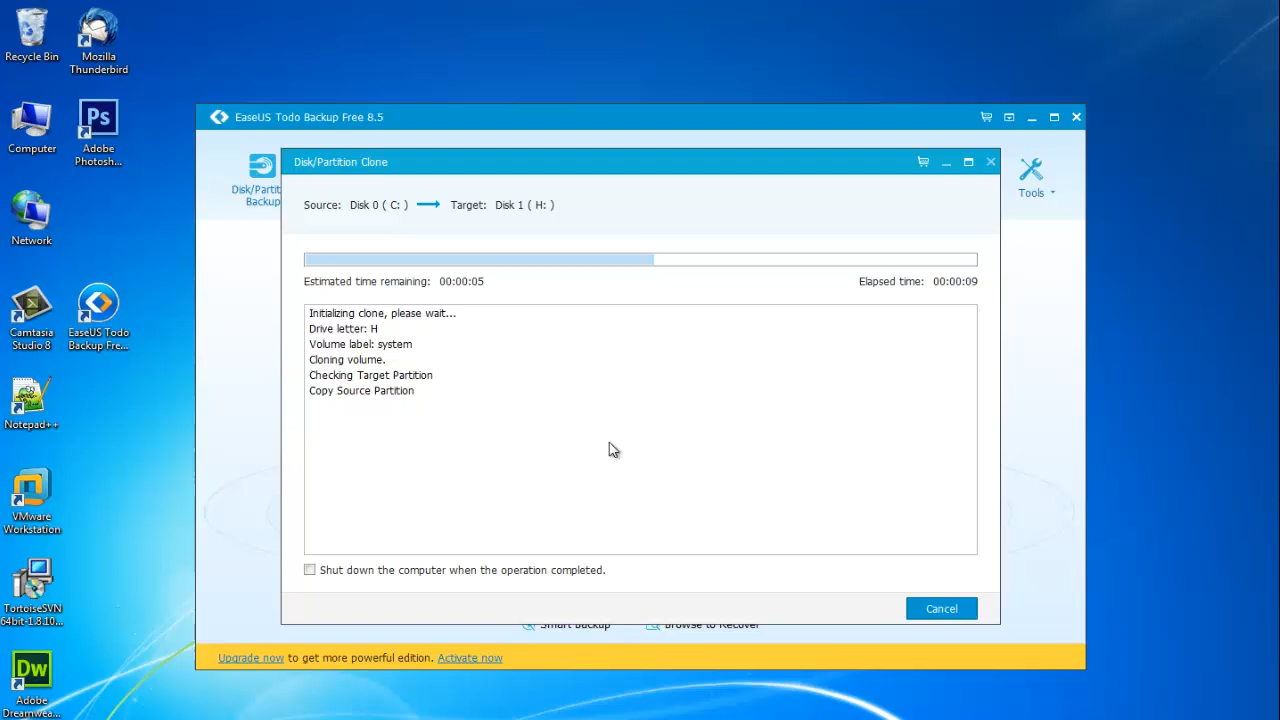 Recycle Bin
Mozilla
Thunderbird
Computer
Ps
Adobe
Photosh...
Network
Camtasia
Studio 8
EaseUS Todo
Backup Fre...
Notepad++
VMware
Workstation
TortoiseSVN
64bit-1.8.10...
Dw
Adobe
Dreamwea...
EaseUS Todo Backup Free 8.5
Disk/Partit
Backup
Tools
Disk/Partition Clone
Source: Disk 0 ( C: ) Target: Disk 1 ( H: )
Estimated time remaining: 00:00:05 Elapsed time: 00:00:09
Initializing clone, please wait...
Drive letter: H
Volume label: system
Cloning volume.
Checking Target Partition
Copy Source Partition
Shut down the computer when the operation completed.
Cancel
Smart Backup Browse to Recover
Upgrade now to get more powerful edition. Activate now